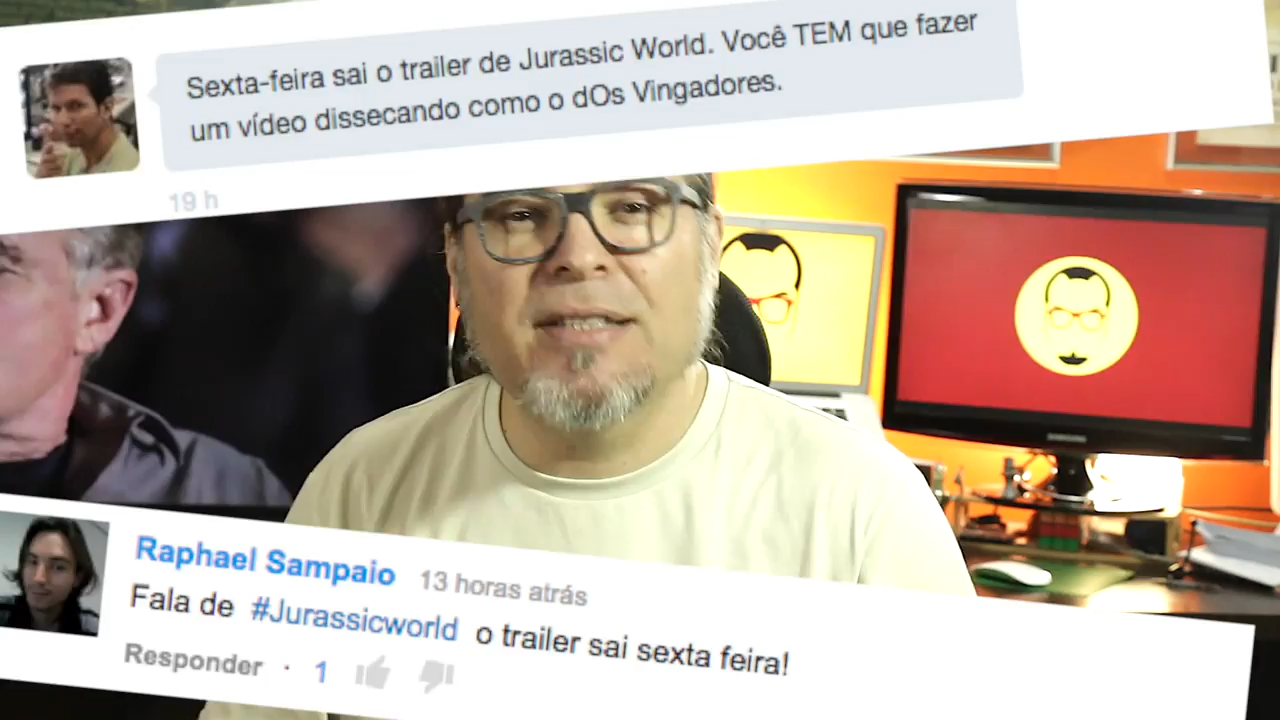 Sexta-feira sai o trailer de Jurassic World. Você TEM que fazer
um vídeo dissecando como o dOs Vingadores.
19 h
Raphael Sampaio 13 horas atrás
Fala de #Jurassicworld o trailer sai sexta feira!
Responder · 1